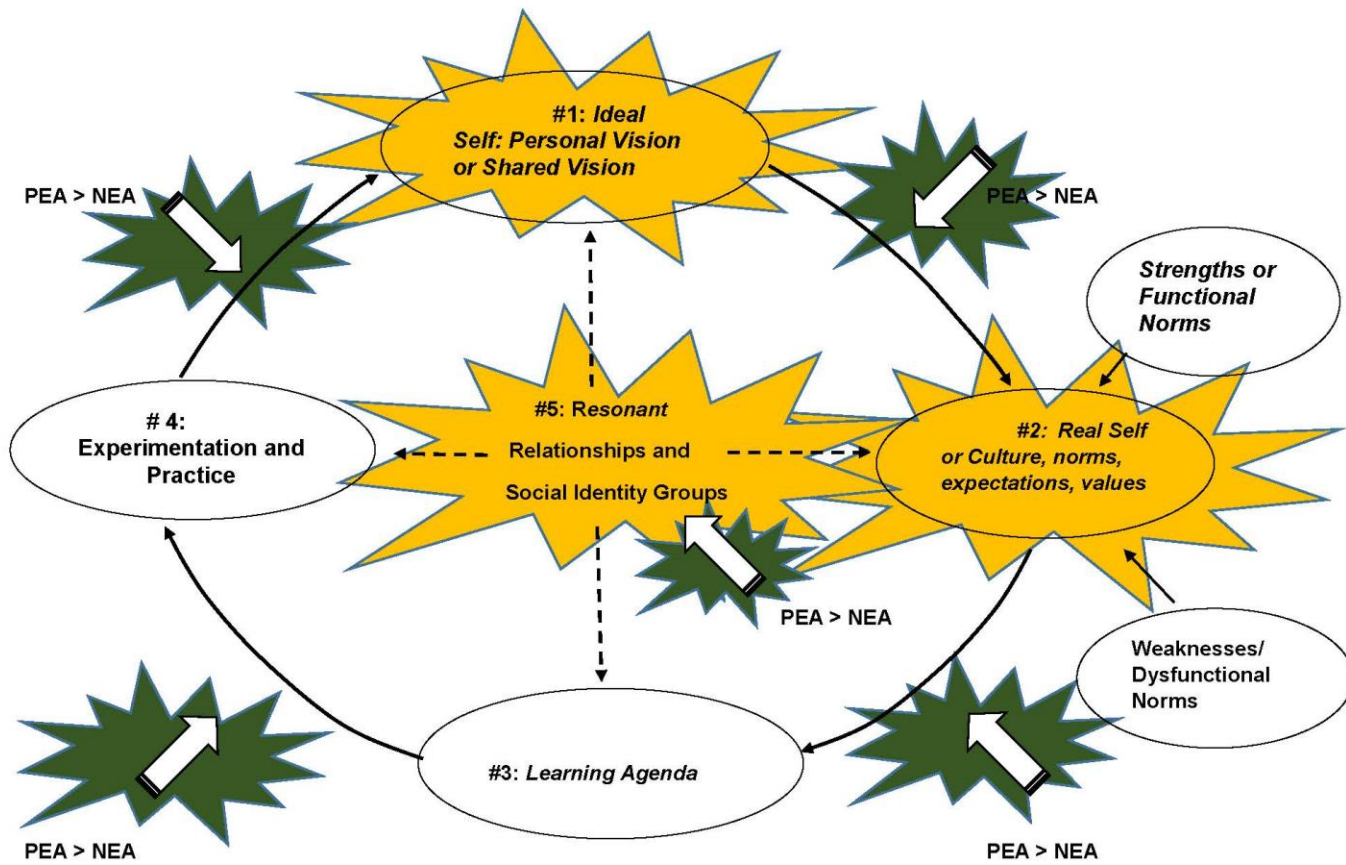 #1: Ideal
Self: Personal Vision
or Shared Vision
PEA > NEA
PEA > NEA
Strengths or
Functional
Norms
# 4:
Experimentation and
Practice
#5: Resonant
Relationships and
Social Identity Groups
#2: Real Self
or Culture, norms,
expectations, values
PEA > NEA
Weaknesses/
Dysfunctional
Norms
#3: Learning Agenda
PEA > NEA
PEA > NEA